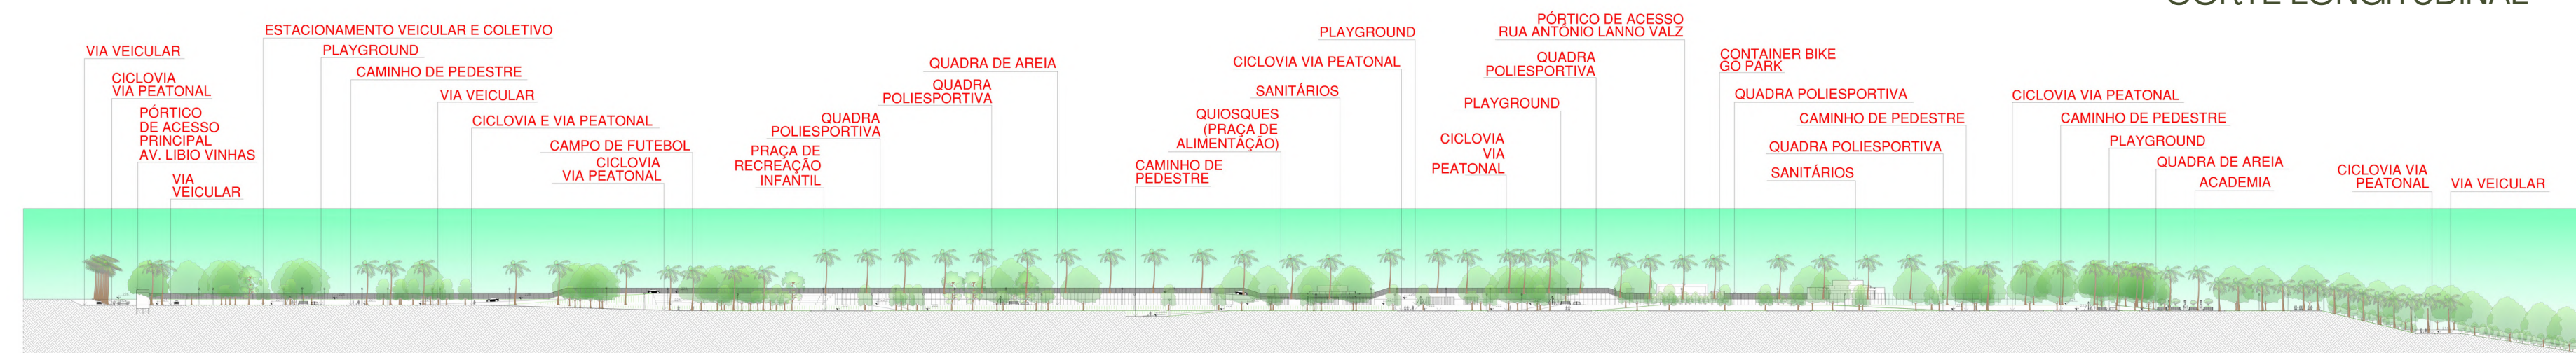 CORTE LONGITUDINAL
VIA VEICULAR
CICLOVIA
VIA PEATONAL
PÓRTICO
DE ACESSO
PRINCIPAL
AV. LIBIO VINHAS
VIA
VEICULAR
ESTACIONAMENTO VEICULAR E COLETIVO
PLAYGROUND
CAMINHO DE PEDESTRE
VIA VEICULAR
CICLOVIA E VIA PEATONAL
CAMPO DE FUTEBOL
CICLOVIA
VIA PEATONAL
PRAÇA DE
RECREAÇÃO
INFANTIL
QUADRA
POLIESPORTIVA
QUADRA
POLIESPORTIVA
QUADRA DE AREIA
CAMINHO DE
PEDESTRE
QUIOSQUES
(PRAÇA DE
ALIMENTAÇÃO)
SANITÁRIOS
CICLOVIA VIA PEATONAL
PLAYGROUND
CICLOVIA
VIA
PEATONAL
PLAYGROUND
QUADRA
POLIESPORTIVA
PÓRTICO DE ACESSO
RUA ANTÔNIO LANNO VALZ
CONTAINER BIKE
GO PARK
QUADRA POLIESPORTIVA
SANITÁRIOS
QUADRA POLIESPORTIVA
CAMINHO DE PEDESTRE
CICLOVIA VIA PEATONAL
CAMINHO DE PEDESTRE
PLAYGROUND
QUADRA DE AREIA
ACADEMIA
CICLOVIA VIA
PEATONAL
VIA VEICULAR